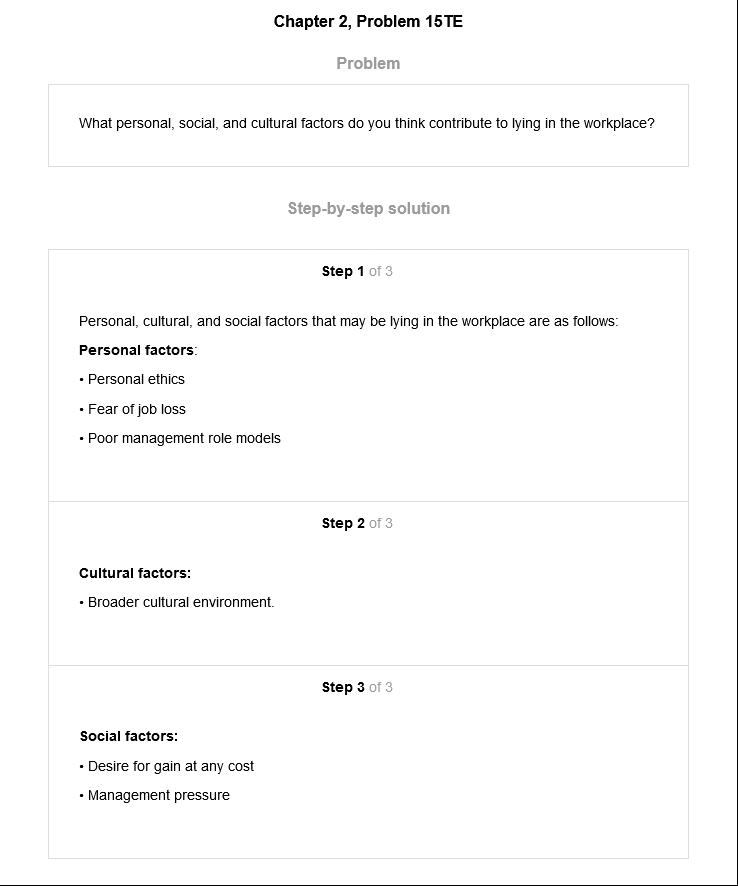 Chapter 2, Problem 15TE
Problem
What personal, social, and cultural factors do you think contribute to lying in the workplace?
Step-by-step solution
Step 1 of 3
Personal, cultural, and social factors that may be lying in the workplace are as follows:
Personal factors:
• Personal ethics
• Fear of job loss
• Poor management role models
Step 2 of 3
Cultural factors:
• Broader cultural environment.
Step 3 of 3
Social factors:
• Desire for gain at any cost
• Management pressure